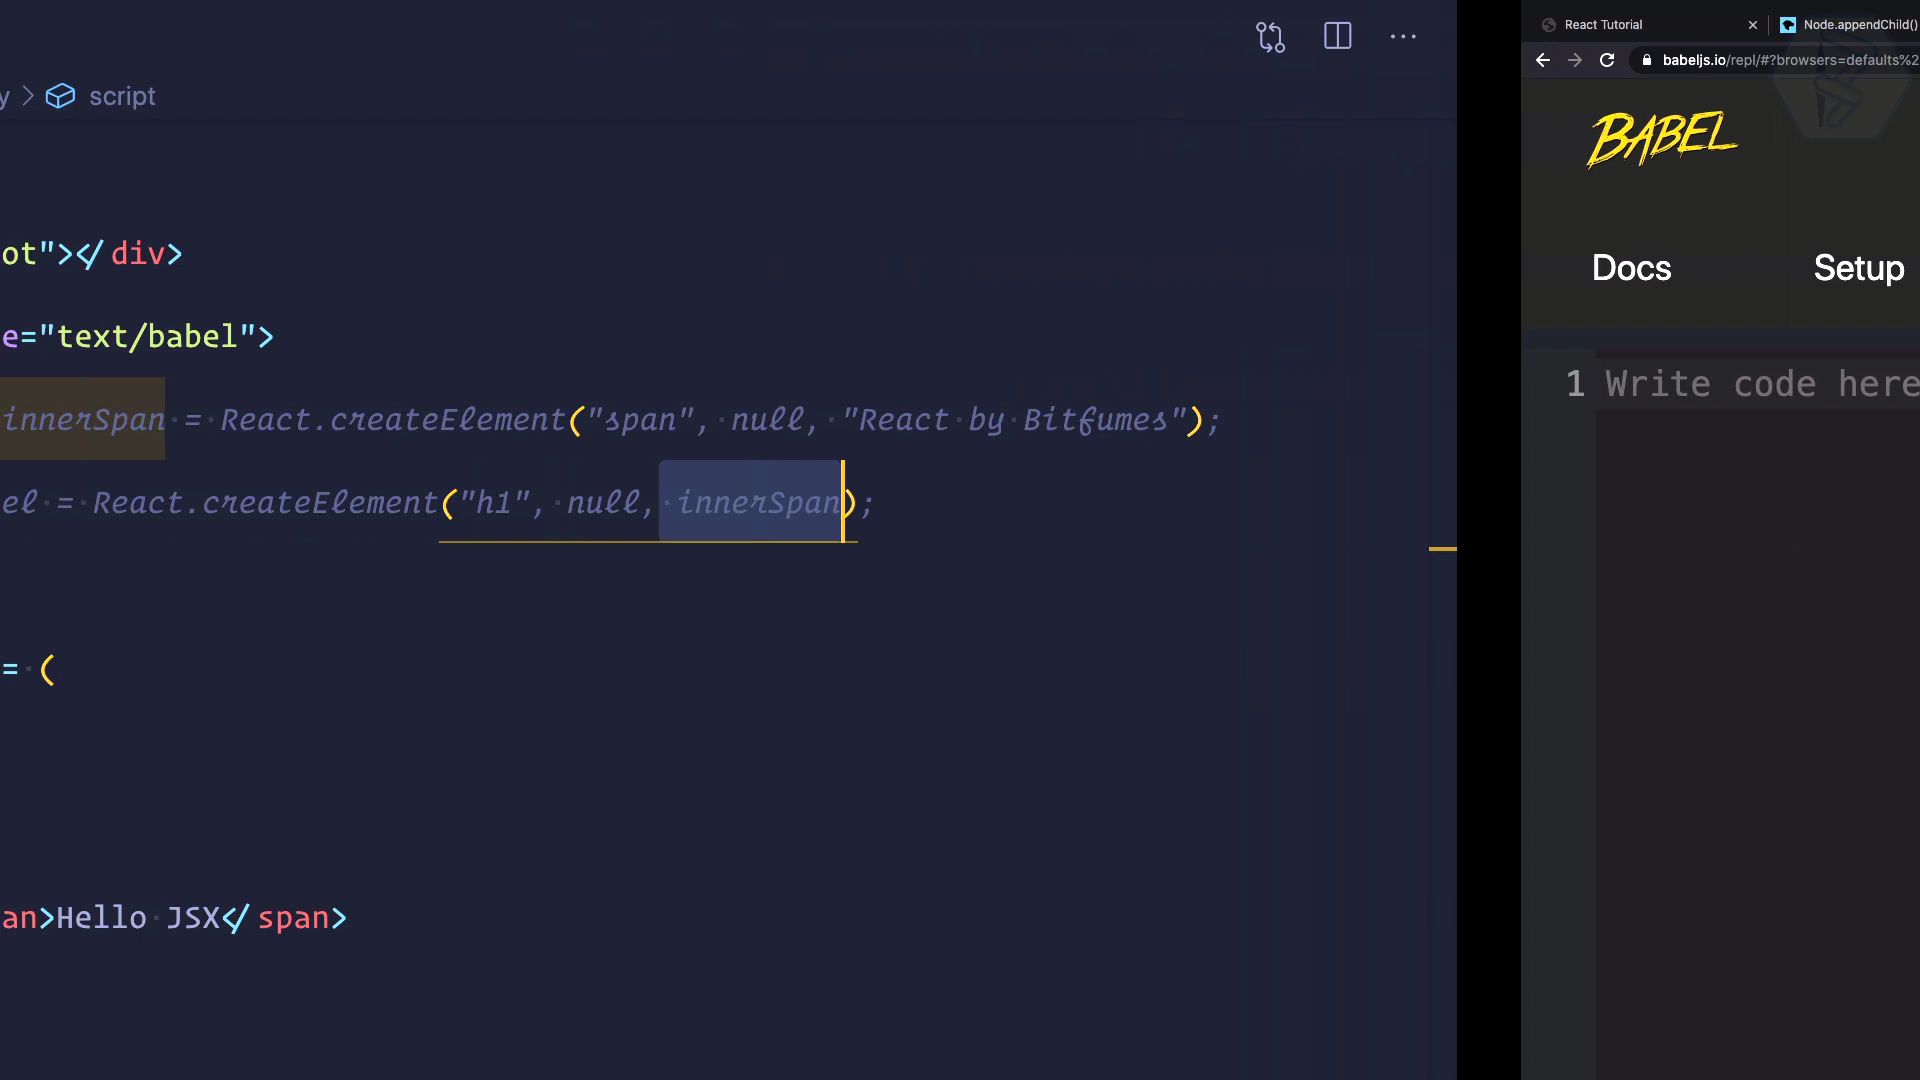 y > script
ot"></div>
e="text/babel">
innerSpan = React.createElement("span", null, "React by Bitfumes");
el = React.createElement("h1", null, innerSpan);
= (
an>Hello JSX</span>
React Tutorial
Node.appendChild()
babeljs.io/repl/#?browsers=defaults%2
BABEL
Docs
Setup
1 Write code here